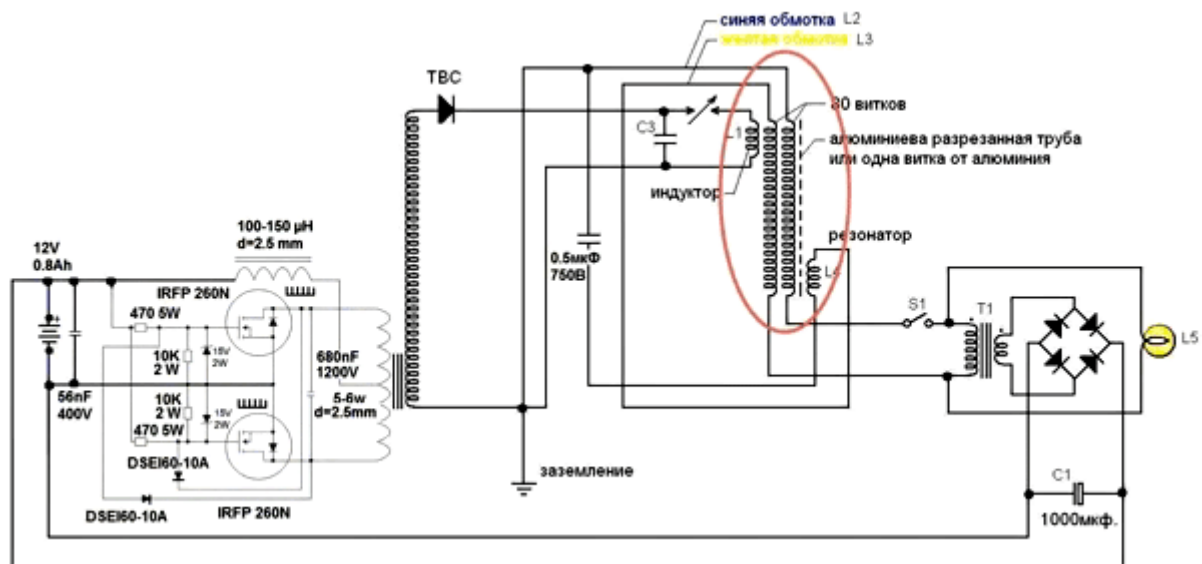 синяя обмотка L2
желтая обмотка L3
ТВС
30 витков
C3
L1
алюминиева разрезанная труба
или одна витка от алюминия
индуктор
резонатор
100-150 µH
d=2.5 mm
12V
0.8Ah
0.5мкФ
750В
L4
IRFP 260N
S1
T1
470 5W
15V
2W
L5
10K
2 W
680nF
1200V
56nF
400V
5-6w
d=2.5mm
10K
2 W
15V
2W
470 5W
DSEI60-10A
заземление
C1
DSEI60-10A
IRFP 260N
1000мкф.